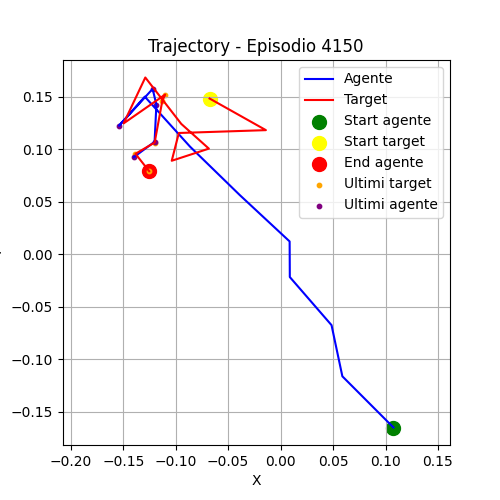 Trajectory - Episodio 4150
Agente
Target
Start agente
Start target
End agente
Ultimi target
Ultimi agente
0.15
0.10
0.05
0.00
−0.05
−0.10
−0.15
−0.20
−0.15
−0.10
−0.05
0.00
0.05
0.10
0.15
X